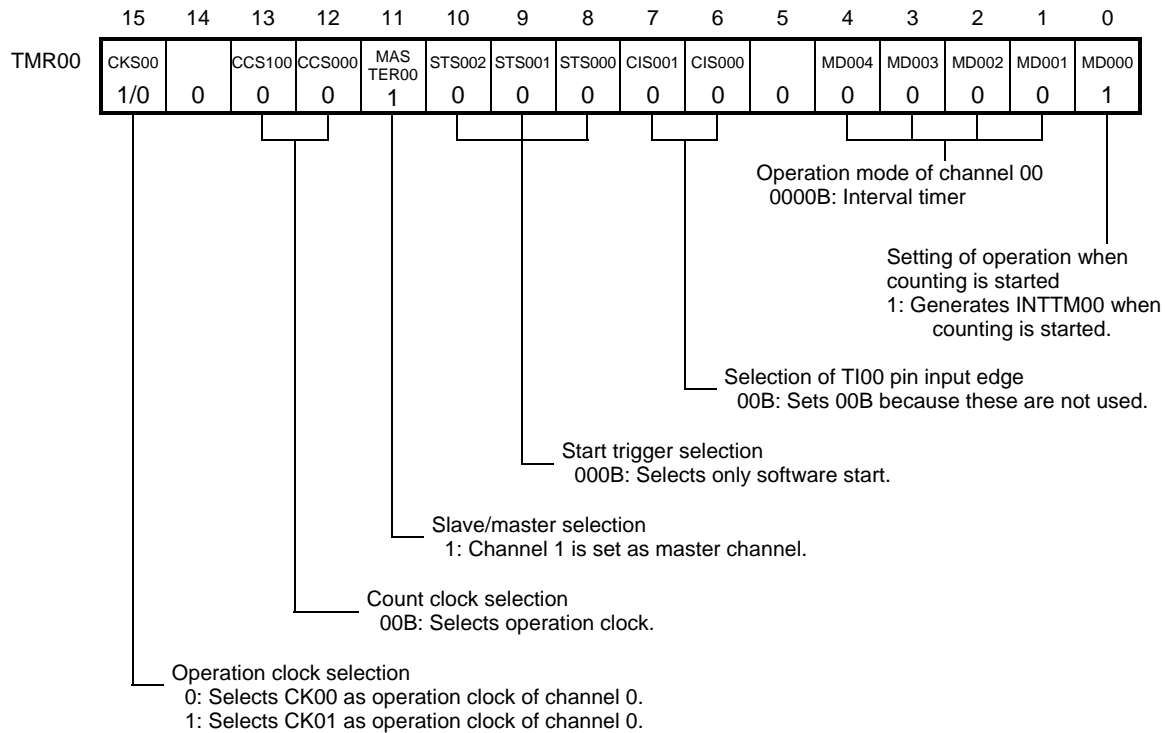 15 14 13 12 11 10 9 8 7 6 5 4 3 2 1 0
TMR00 CKS00 CCS100 CCS000 MAS TER00 STS002 STS001 STS000 CIS001 CIS000 MD004 MD003 MD002 MD001 MD000
1/0 0 0 0 1 0 0 0 0 0 0 0 0 0 0 1
Operation mode of channel 00
0000B: Interval timer
Setting of operation when
counting is started
1: Generates INTTM00 when
counting is started.
Selection of TI00 pin input edge
00B: Sets 00B because these are not used.
Start trigger selection
000B: Selects only software start.
Slave/master selection
1: Channel 1 is set as master channel.
Count clock selection
00B: Selects operation clock.
Operation clock selection
0: Selects CK00 as operation clock of channel 0.
1: Selects CK01 as operation clock of channel 0.